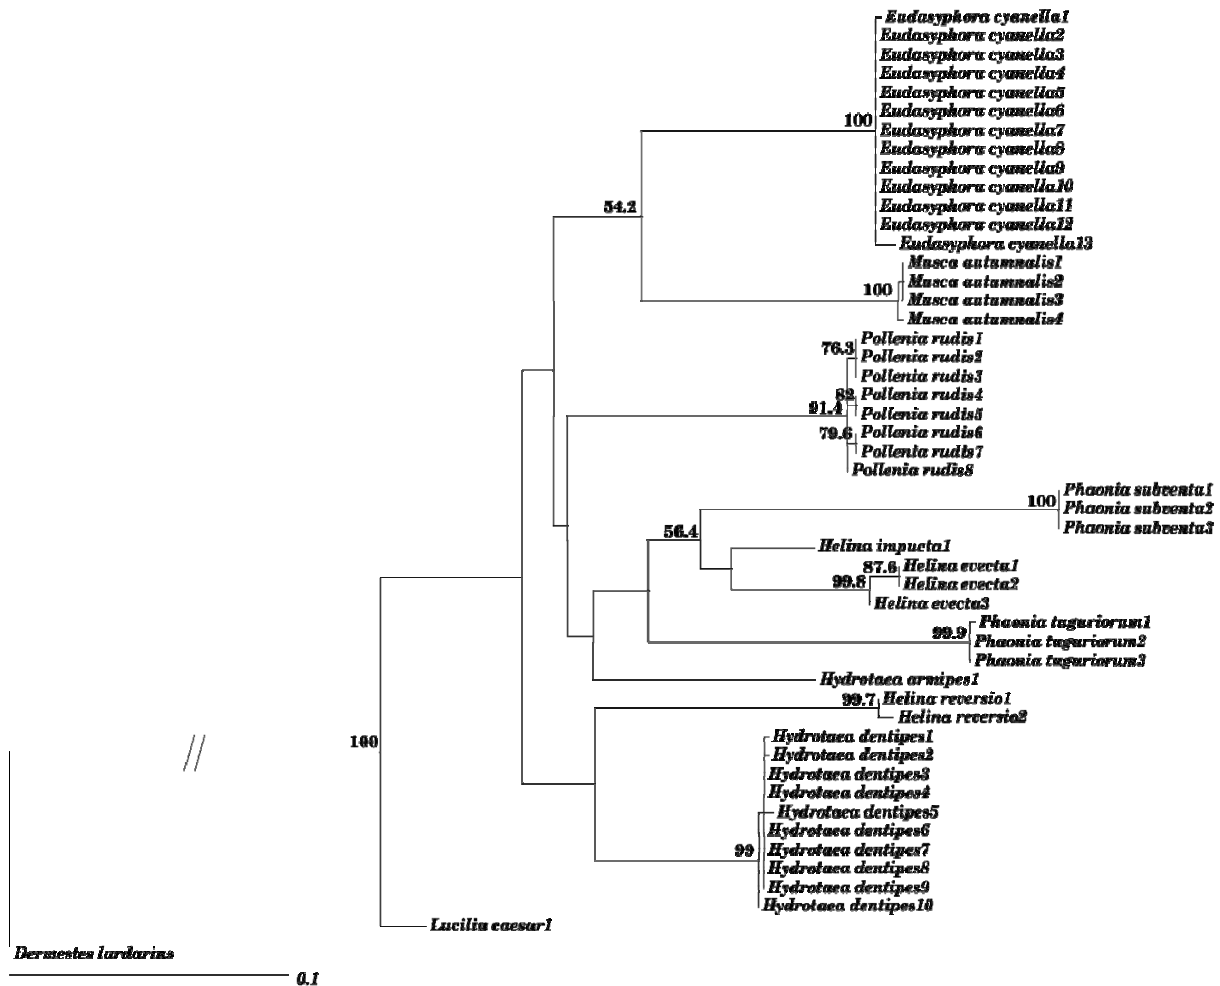 Eudasyphora cyanella1
Eudasyphora cyanella2
Eudasyphora cyanella3
Eudasyphora cyanella4
Eudasyphora cyanella5
Eudasyphora cyanella6
100
Eudasyphora cyanella7
Eudasyphora cyanella8
Eudasyphora cyanella9
Eudasyphora cyanella10
54.2
Eudasyphora cyanella11
Eudasyphora cyanella12
Eudasyphora cyanella13
Musca autumnalis1
Musca autumnalis2
100
Musca autumnalis3
Musca autumnalis4
Pollenia rudis1
76.3
Pollenia rudis2
Pollenia rudis3
82
Pollenia rudis4
91.4
Pollenia rudis5
79.6
Pollenia rudis6
Pollenia rudis7
Pollenia rudis8
Phaonia subventa1
100
Phaonia subventa2
Phaonia subventa3
56.4
Helina impucta1
87.6
Helina evecta1
99.8
Helina evecta2
Helina evecta3
Phaonia tuguriorum1
99.9
Phaonia tuguriorum2
Phaonia tuguriorum3
Hydrotaea armipes1
99.7
Helina reversio1
Helina reversio2
100
Hydrotaea dentipes1
Hydrotaea dentipes2
Hydrotaea dentipes3
Hydrotaea dentipes4
Hydrotaea dentipes5
Hydrotaea dentipes6
99
Hydrotaea dentipes7
Hydrotaea dentipes8
Hydrotaea dentipes9
Hydrotaea dentipes10
Lucilia caesar1
Dermestes lardarius
0.1